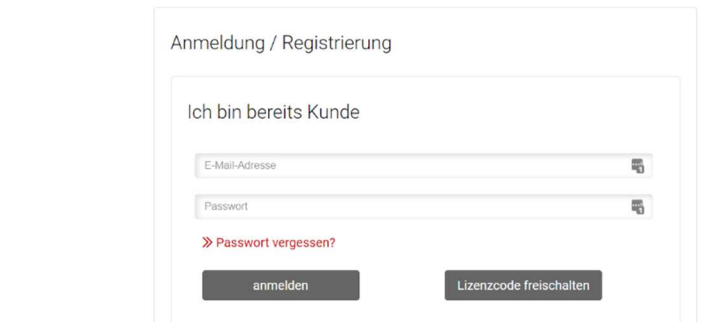 Anmeldung / Registrierung
Ich bin bereits Kunde
E-Mail-Adresse
Passwort
» Passwort vergessen?
anmelden Lizenzcode freischalten